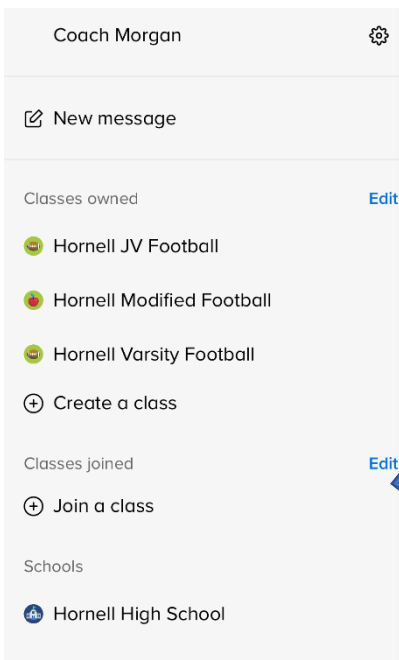 Coach Morgan
New message
Classes owned Edit
Hornell JV Football
Hornell Modified Football
Hornell Varsity Football
Create a class
Classes joined Edit
Join a class
Schools
Hornell High School